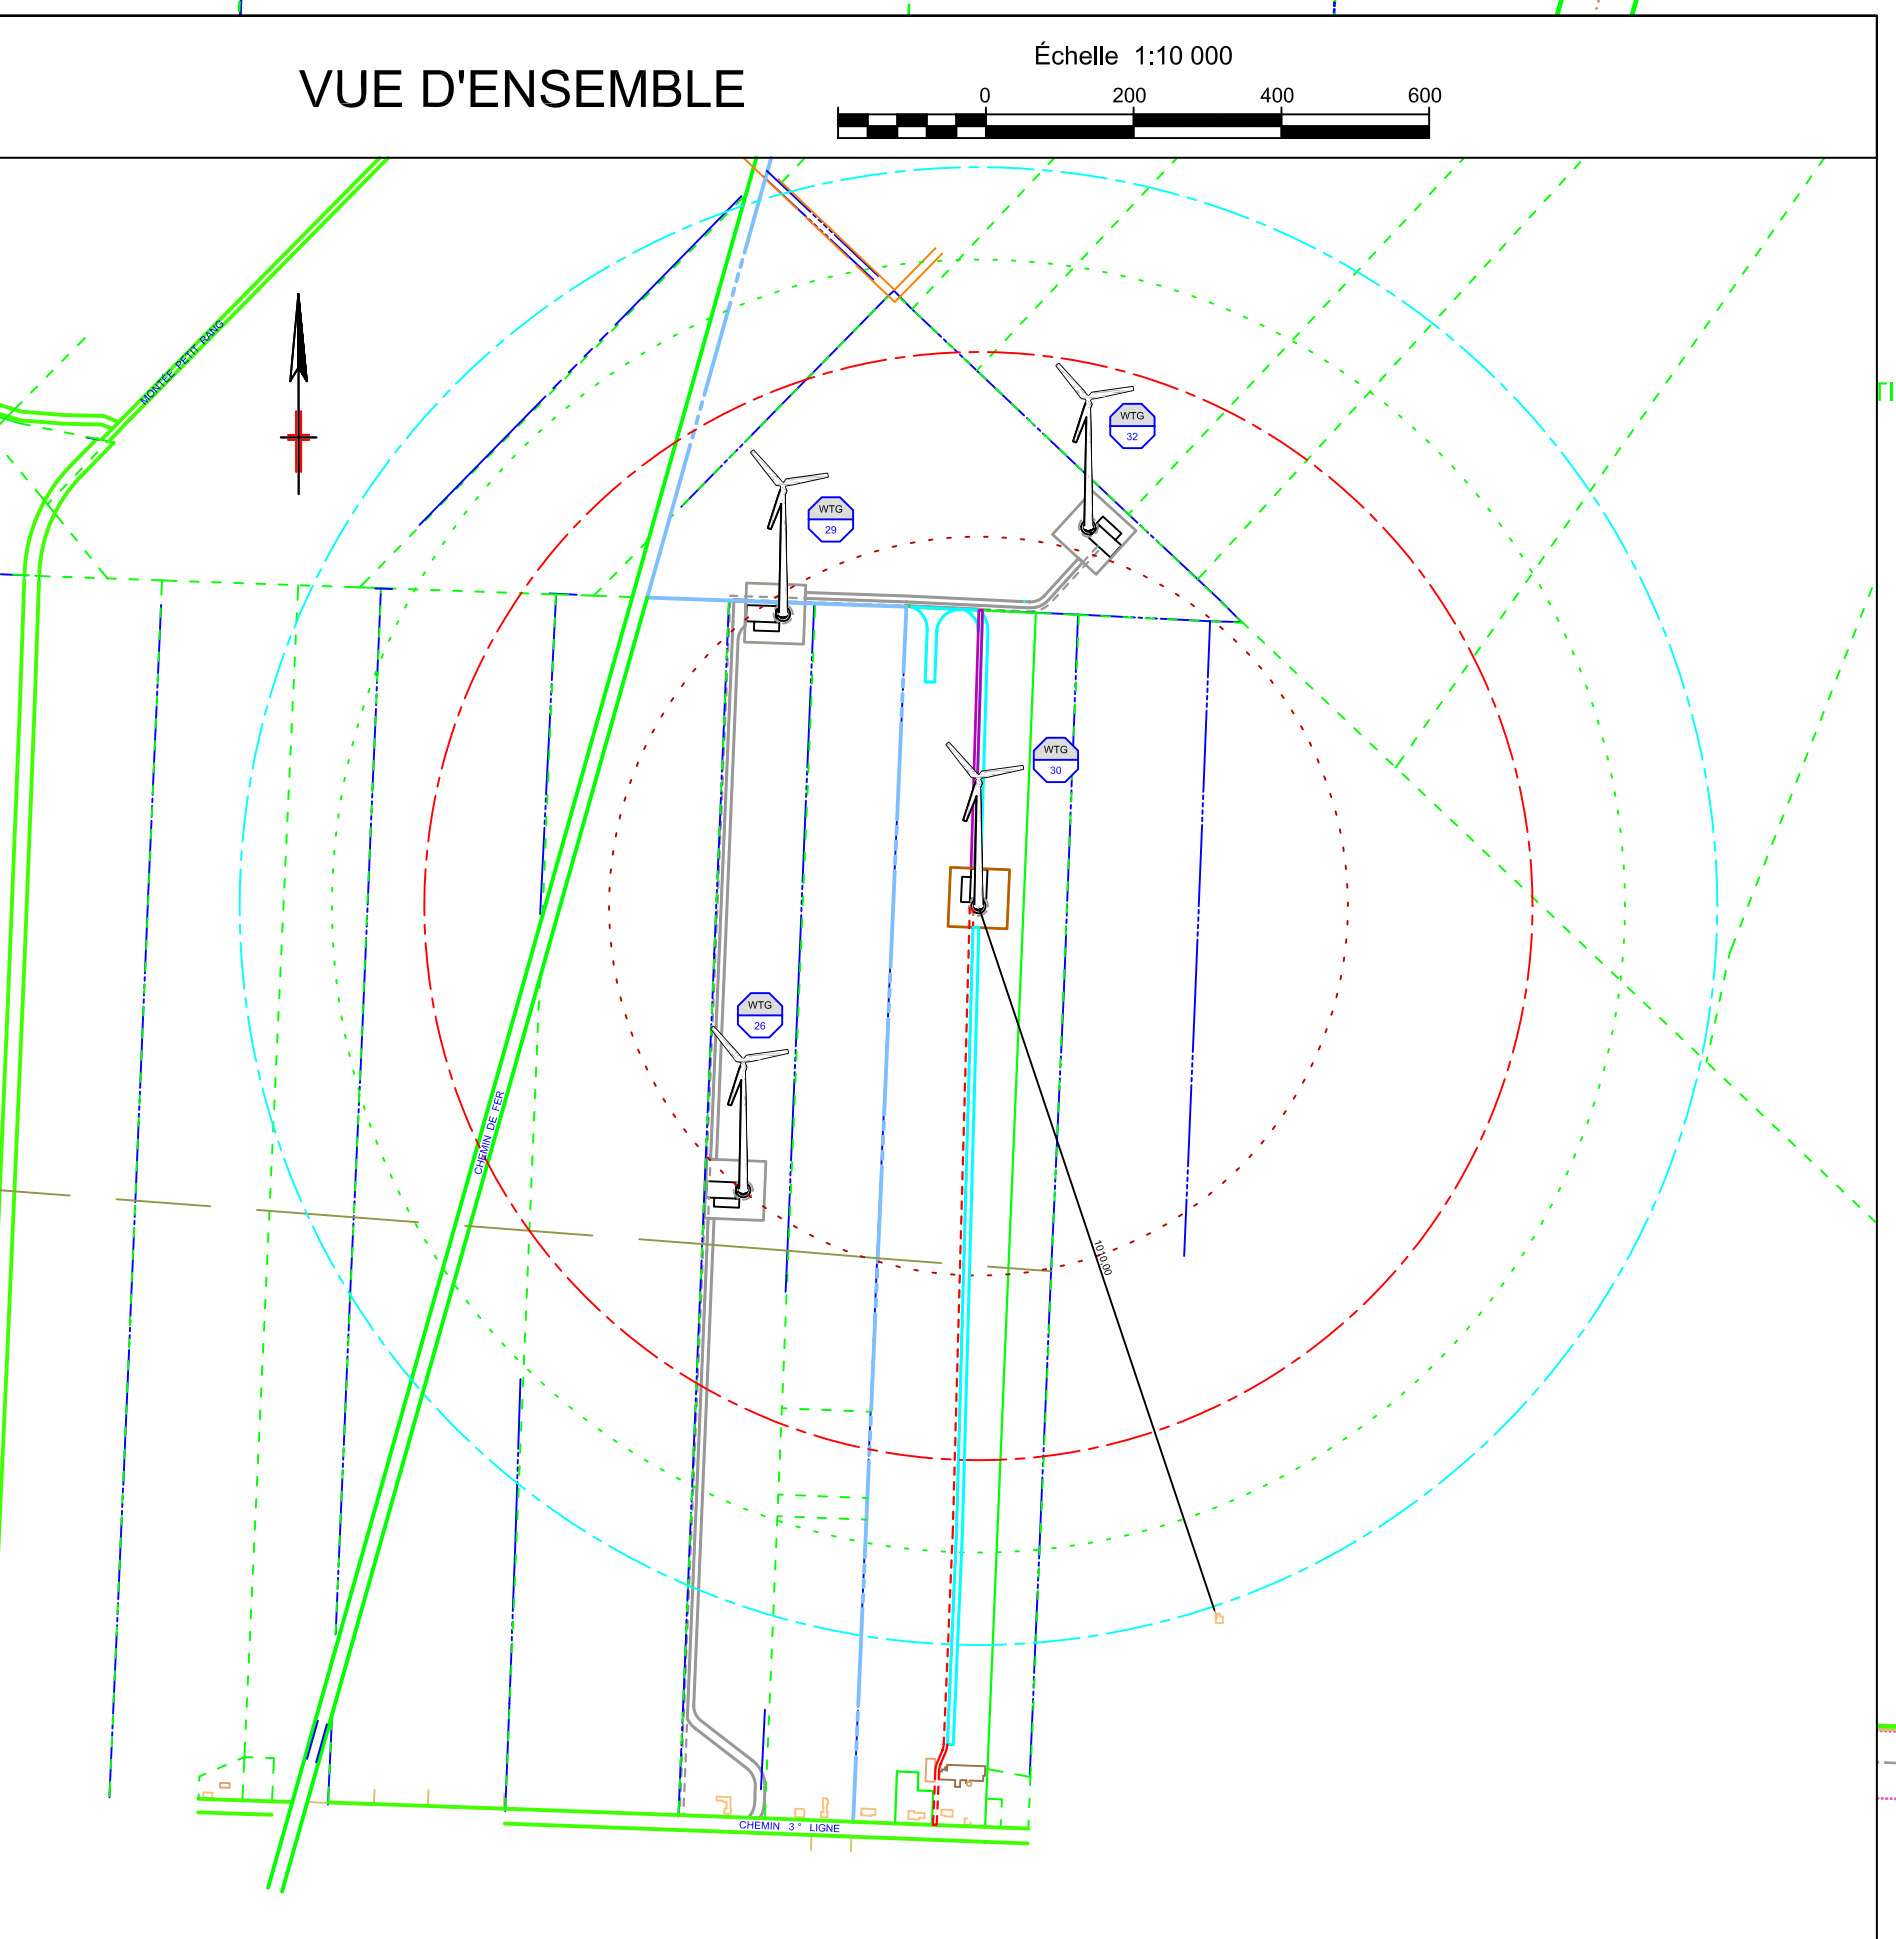 VUE D'ENSEMBLE
Échelle 1:10 000
0 200 400 600
MONTÉE PETIT RANG
TI
WTG
32
WTG
29
WTG
30
WTG
26
CHEMIN DE FER
1010.00
CHEMIN 3° LIGNE